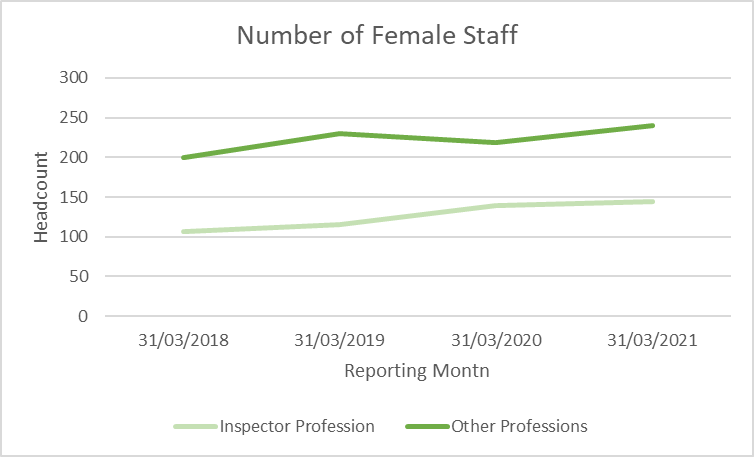 Number of Female Staff
300
250
200
150
100
50
0
Headcount
31/03/2018 31/03/2019 31/03/2020 31/03/2021
Reporting Montn
Inspector Profession Other Professions